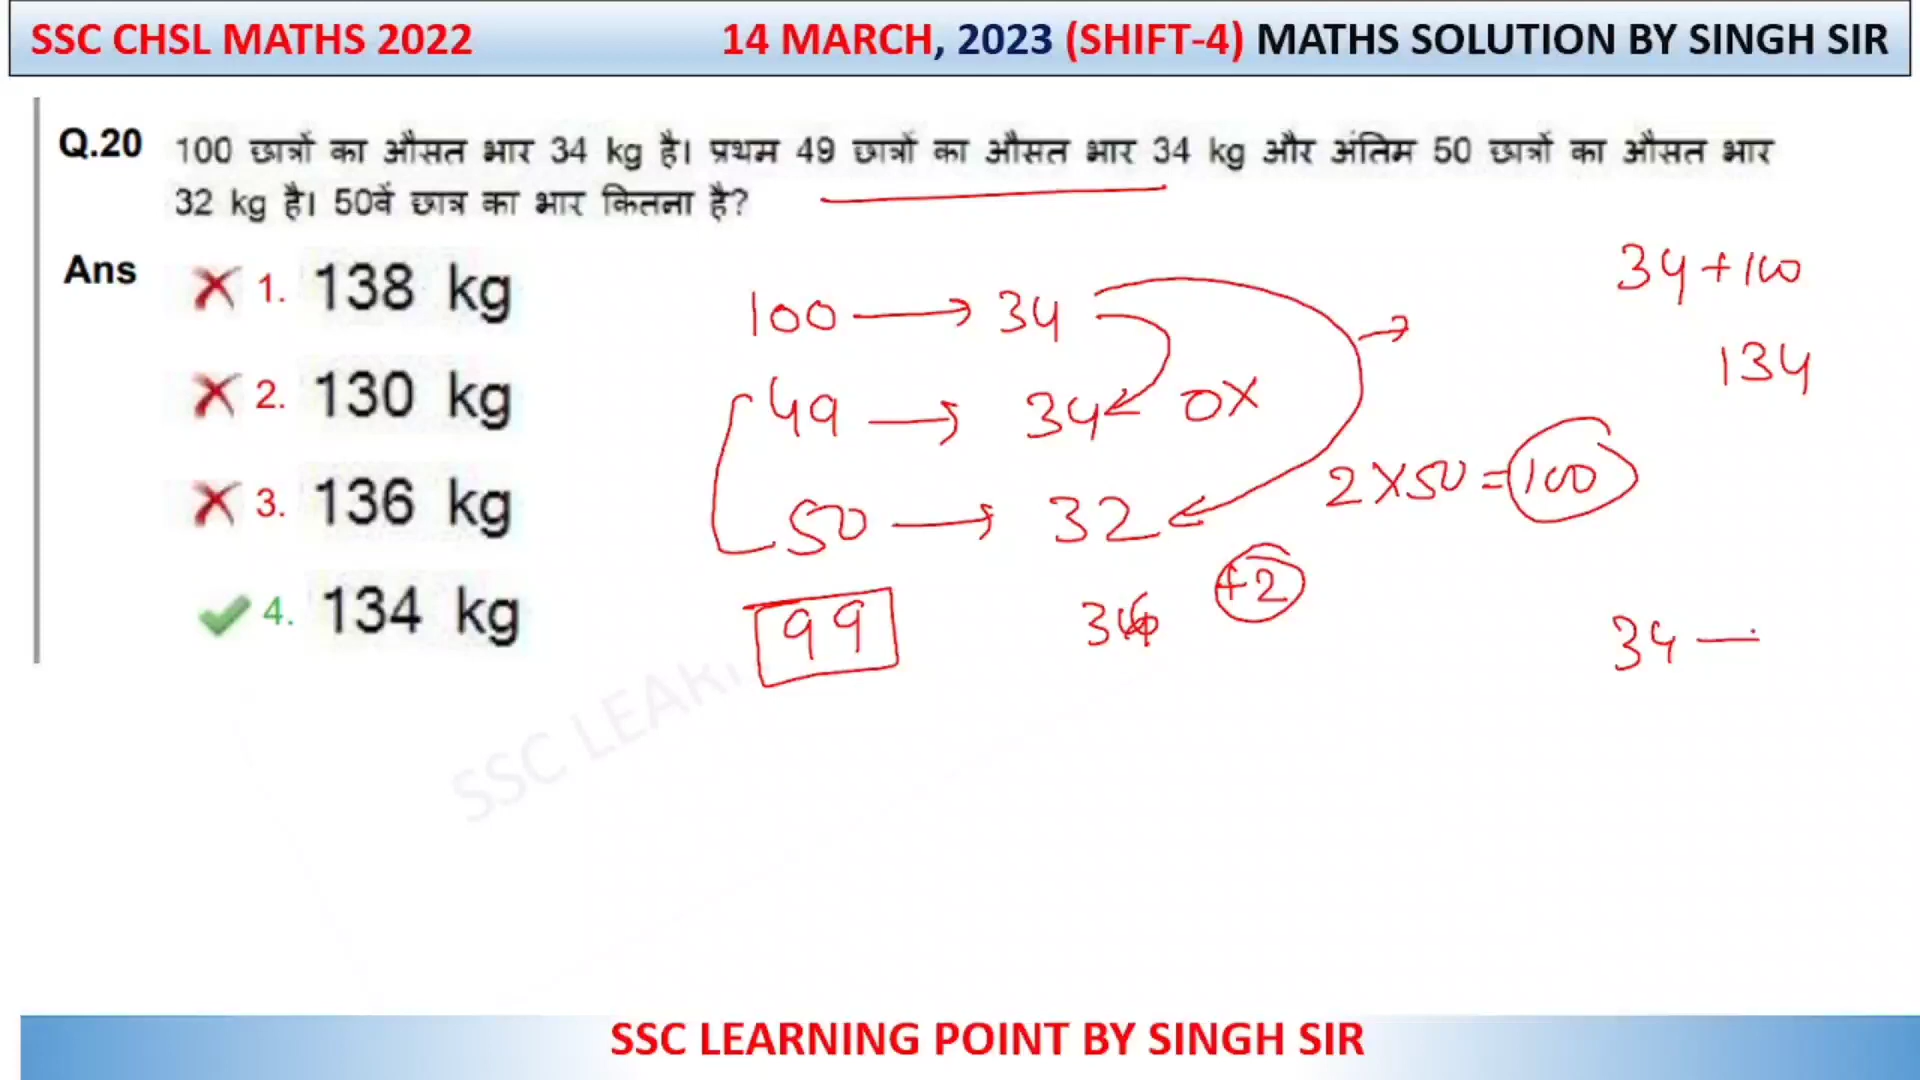 SSC CHSL MATHS 2022 14 MARCH, 2023 (SHIFT-4) MATHS SOLUTION BY SINGH SIR
Q.20 100 छात्रों का औसत भार 34 kg है। प्रथम 49 छात्रों का औसत भार 34 kg और अंतिम 50 छात्रों का औसत भार
32 kg है। 50वें छात्र का भार कितना है?
Ans
1. 138 kg
2. 130 kg
3. 136 kg
4. 134 kg
100 → 34
49 → 34 0X
50 → 32
+2
99
2X50 = 100
34+100
134
34 —
SSC LEAR
SSC LEARNING POINT BY SINGH SIR